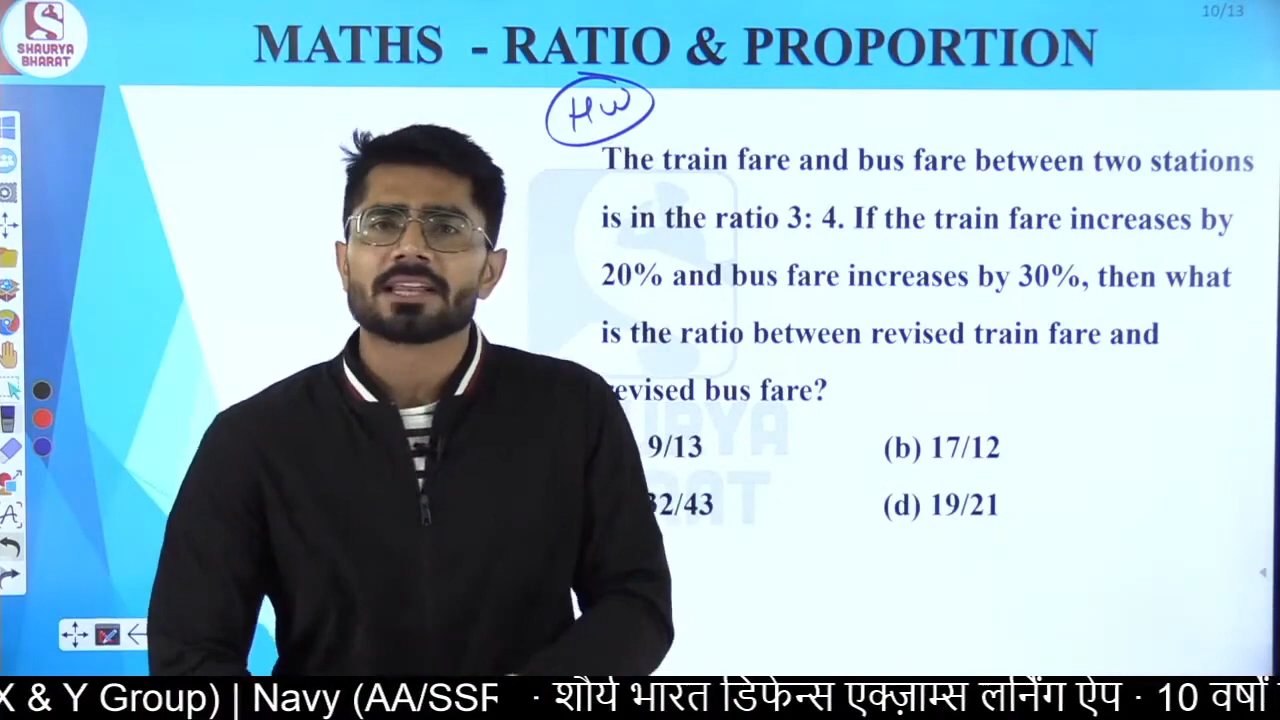 10/13
SHAURYA
BHARAT
MATHS - RATIO & PROPORTION
HW
The train fare and bus fare between two stations
is in the ratio 3: 4. If the train fare increases by
20% and bus fare increases by 30%, then what
is the ratio between revised train fare and
revised bus fare?
9/13 (b) 17/12
32/43 (d) 19/21
X & Y Group) | Navy (AA/SSR · शौर्य भारत डिफेन्स एक्ज़ाम्स लर्निंग ऐप · 10 वर्षों